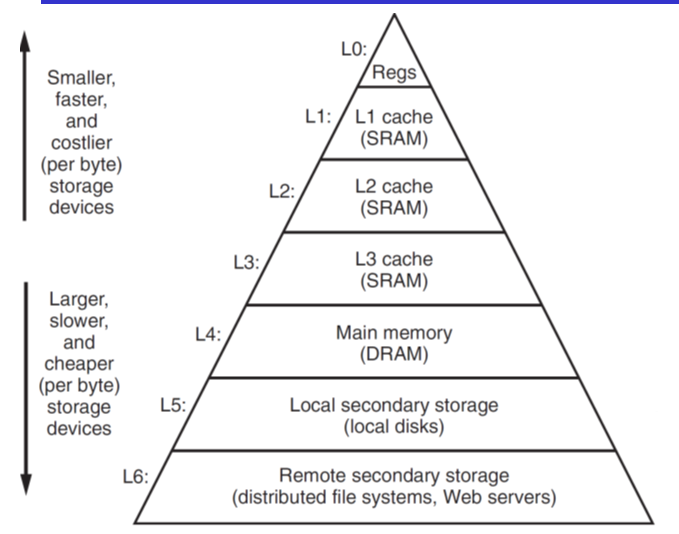 L0:
Regs
Smaller,
faster,
and
costlier
(per byte)
storage
devices
L1:
L1 cache
(SRAM)
L2:
L2 cache
(SRAM)
L3:
L3 cache
(SRAM)
Larger,
slower,
and
cheaper
(per byte)
storage
devices
L4:
Main memory
(DRAM)
L5:
Local secondary storage
(local disks)
L6:
Remote secondary storage
(distributed file systems, Web servers)